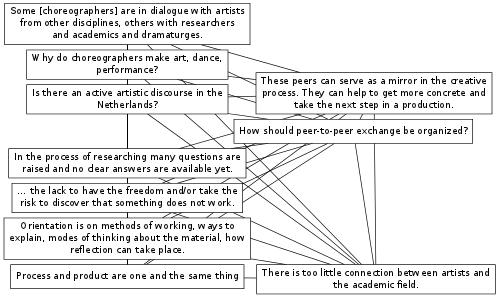 Some [choreographers] are in dialogue with artists
from other disciplines, others with researchers
and academics and dramaturges.
Why do choreographers make art, dance,
performance?
These peers can serve as a mirror in the creative
process. They can help to get more concrete and
take the next step in a production.
Is there an active artistic discourse in the
Netherlands?
How should peer-to-peer exchange be organized?
In the process of researching many questions are
raised and no clear answers are available yet.
... the lack to have the freedom and/or take the
risk to discover that something does not work.
Orientation is on methods of working, ways to
explain, modes of thinking about the material, how
reflection can take place.
Process and product are one and the same thing
There is too little connection between artists and
the academic field.